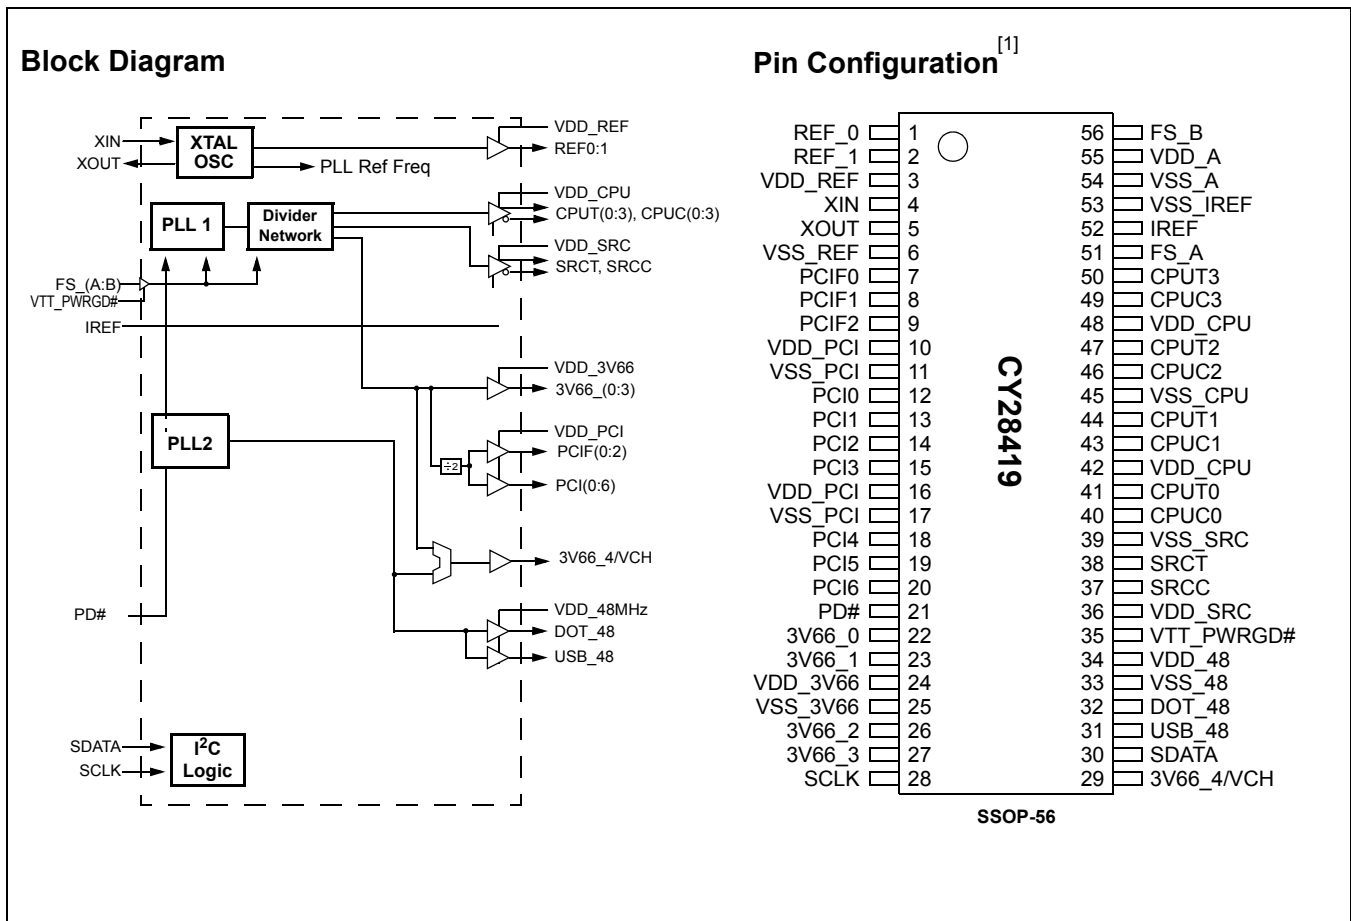 Block Diagram
XIN
XOUT
XTAL
OSC
PLL Ref Freq
VDD_REF
REF0:1
PLL 1
Divider
Network
VDD_CPU
CPUT(0:3), CPUC(0:3)
VDD_SRC
SRCT, SRCC
FS_(A:B)
VTT_PWRGD#
IREF
VDD_3V66
3V66_(0:3)
PLL2
VDD_PCI
PCIF(0:2)
÷2
PCI(0:6)
3V66_4/VCH
PD#
VDD_48MHz
DOT_48
USB_48
SDATA
SCLK
I2C
Logic
Pin Configuration[1]
REF_0 1
REF_1 2
VDD_REF 3
XIN 4
XOUT 5
VSS_REF 6
PCIF0 7
PCIF1 8
PCIF2 9
VDD_PCI 10
VSS_PCI 11
PCI0 12
PCI1 13
PCI2 14
PCI3 15
VDD_PCI 16
VSS_PCI 17
PCI4 18
PCI5 19
PCI6 20
PD# 21
3V66_0 22
3V66_1 23
VDD_3V66 24
VSS_3V66 25
3V66_2 26
3V66_3 27
SCLK 28
CY28419
56 FS_B
55 VDD_A
54 VSS_A
53 VSS_IREF
52 IREF
51 FS_A
50 CPUT3
49 CPUC3
48 VDD_CPU
47 CPUT2
46 CPUC2
45 VSS_CPU
44 CPUT1
43 CPUC1
42 VDD_CPU
41 CPUT0
40 CPUC0
39 VSS_SRC
38 SRCT
37 SRCC
36 VDD_SRC
35 VTT_PWRGD#
34 VDD_48
33 VSS_48
32 DOT_48
31 USB_48
30 SDATA
29 3V66_4/VCH
SSOP-56